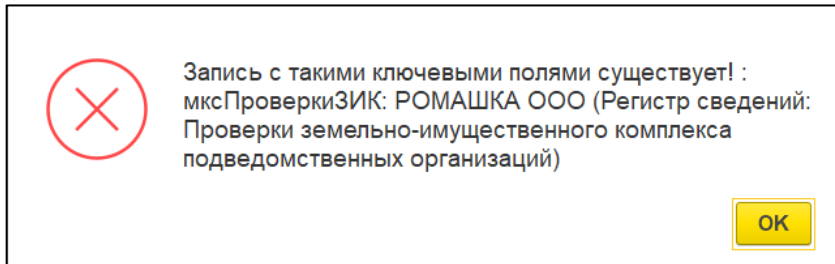 Запись с такими ключевыми полями существует! :
мксПроверкиЗИК: РОМАШКА ООО (Регистр сведений:
Проверки земельно-имущественного комплекса
подведомственных организаций)
OK